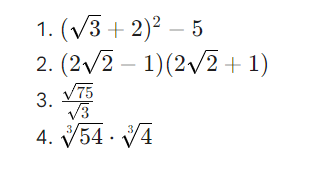 1. (√3 + 2)² − 5
2. (2√2 − 1)(2√2 + 1)
3. √75/√3
4. ∛54 · ∛4